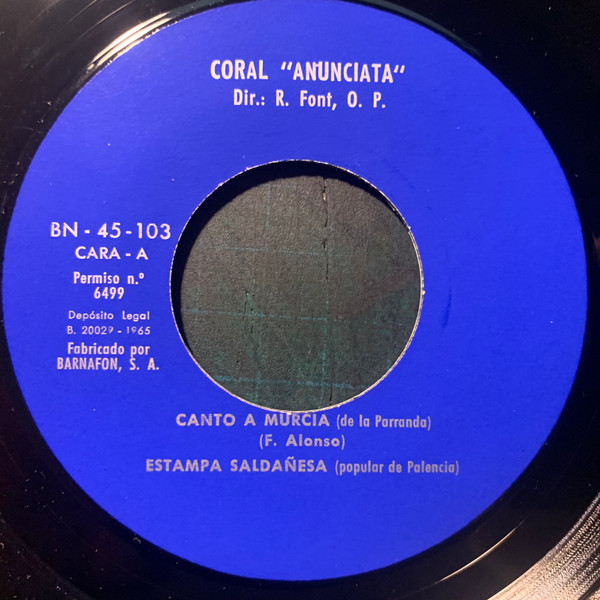 CORAL "ANUNCIATA"
Dir.: R. Font, O. P.
BN - 45 - 103
CARA - A
Permiso n.º
6499
Depósito Legal
B. 20029 - 1965
Fabricado por
BARNAFON, S. A.
CANTO A MURCIA (de la Parranda)
(F. Alonso)
ESTAMPA SALDAÑESA (popular de Palencia)